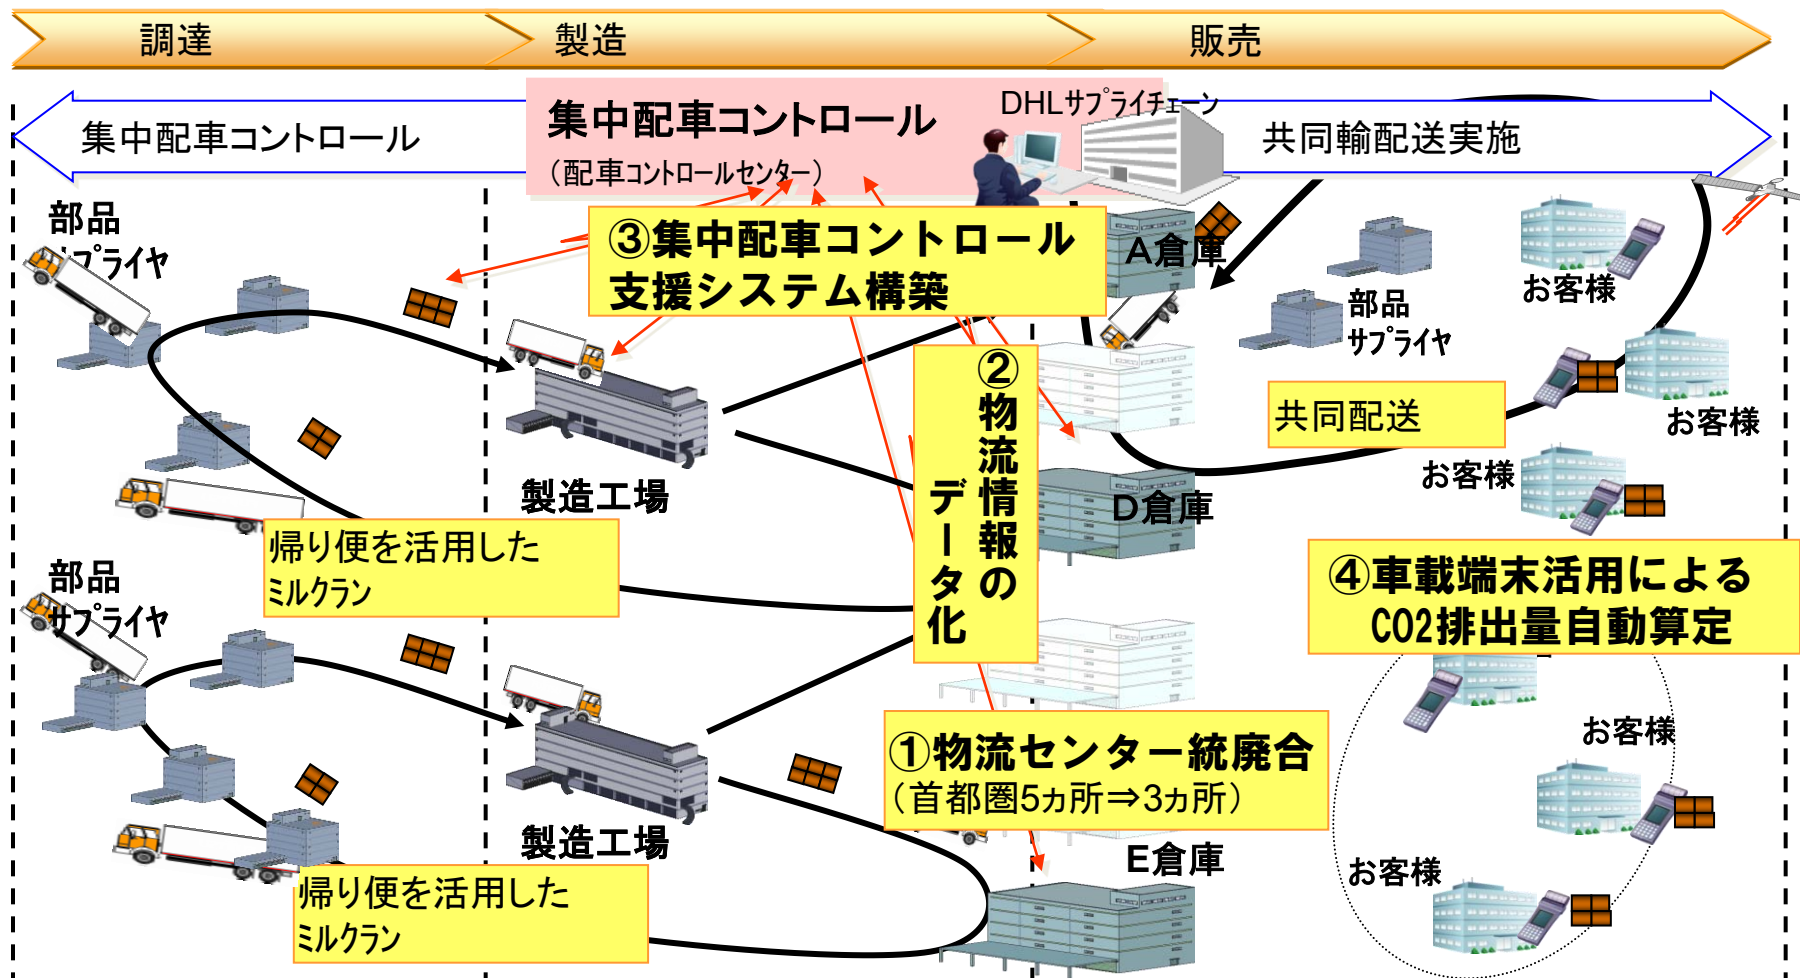 調達
製造
販売
集中配車コントロール
集中配車コントロール
（配車コントロールセンター）
DHLサプライチェーン
共同輸配送実施
部品
サプライヤ
③集中配車コントロール
支援システム構築
A倉庫
部品
サプライヤ
お客様
お客様
②物流情報の
データ化
共同配送
お客様
製造工場
D倉庫
帰り便を活用した
ミルクラン
部品
サプライヤ
④車載端末活用による
CO2排出量自動算定
①物流センター統廃合
（首都圏5ヵ所⇒3ヵ所）
お客様
製造工場
E倉庫
お客様
帰り便を活用した
ミルクラン